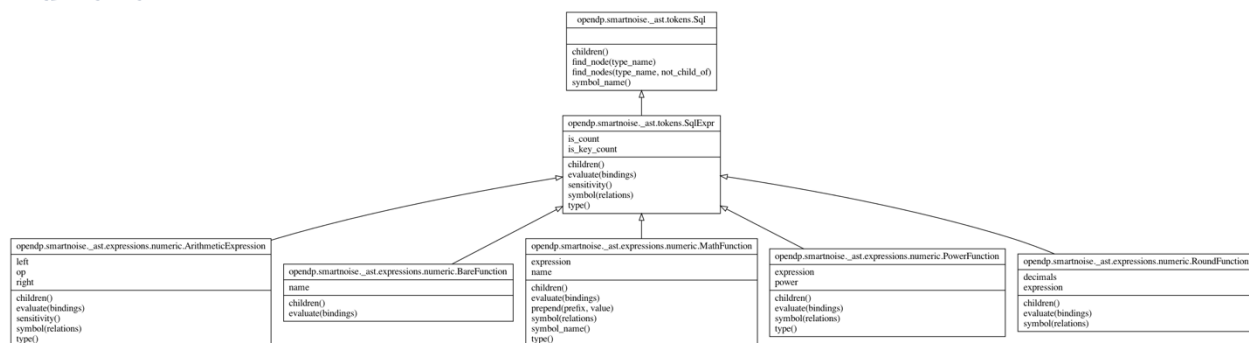 opendp.smartnoise._ast.tokens.Sql
children()
find_node(type_name)
find_nodes(type_name, not_child_of)
symbol_name()
opendp.smartnoise._ast.tokens.SqlExpr
is_count
is_key_count
children()
evaluate(bindings)
sensitivity()
symbol(relations)
type()
opendp.smartnoise._ast.expressions.numeric.ArithmeticExpression
left
op
right
children()
evaluate(bindings)
sensitivity()
symbol(relations)
type()
opendp.smartnoise._ast.expressions.numeric.BareFunction
name
children()
evaluate(bindings)
opendp.smartnoise._ast.expressions.numeric.MathFunction
expression
name
children()
evaluate(bindings)
prepend(prefix, value)
symbol(relations)
symbol_name()
type()
opendp.smartnoise._ast.expressions.numeric.PowerFunction
expression
power
children()
evaluate(bindings)
symbol(relations)
type()
opendp.smartnoise._ast.expressions.numeric.RoundFunction
decimals
expression
children()
evaluate(bindings)
symbol(relations)